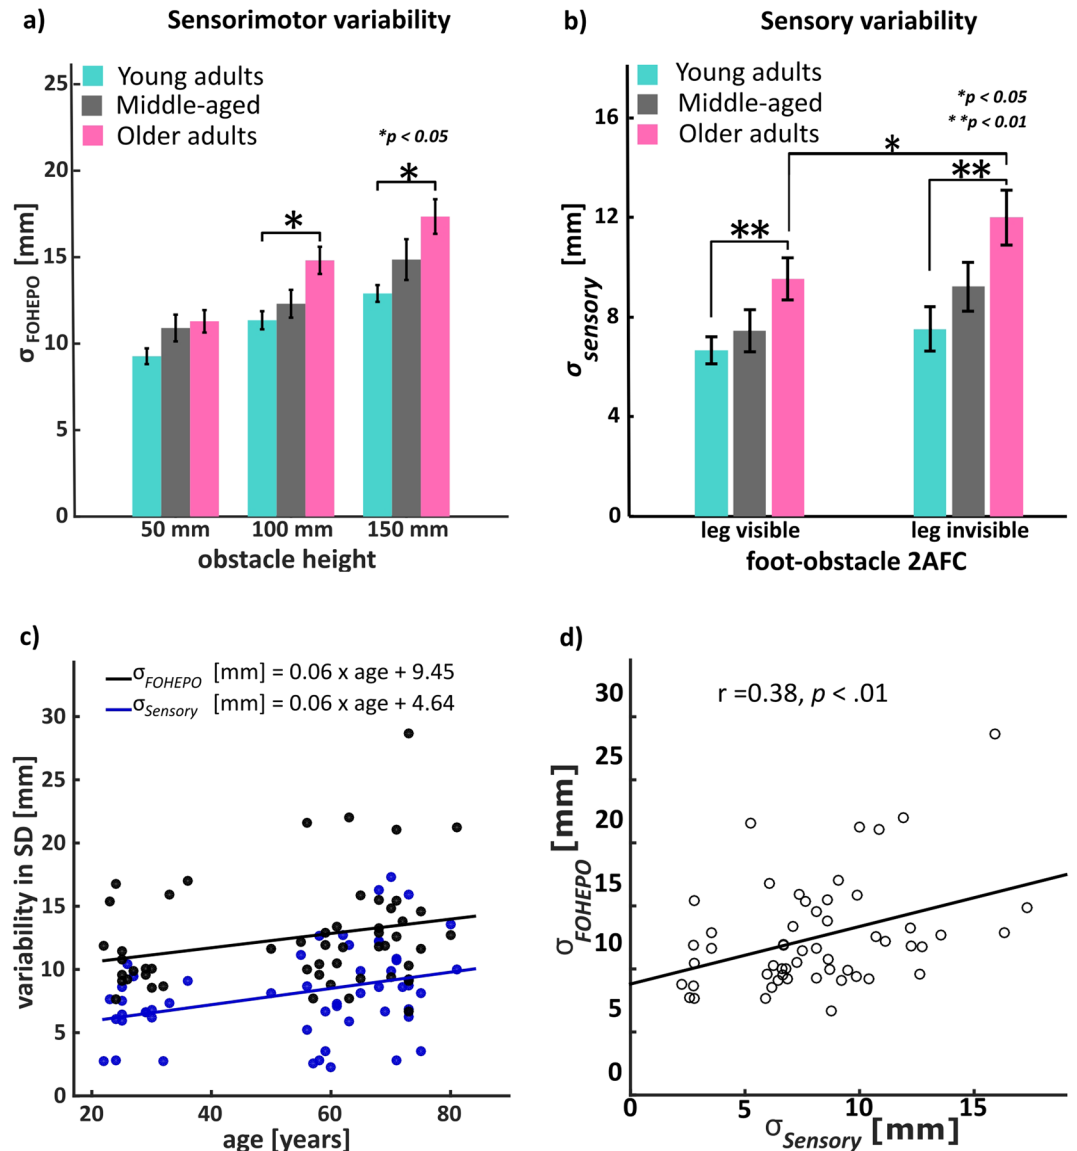 a) Sensorimotor variability
25
20
15
10
5
0
σ FOHEPO [mm]
Young adults
Middle-aged
Older adults
*p < 0.05
*
*
50 mm 100 mm 150 mm
obstacle height
b) Sensory variability
16
12
8
4
0
σ sensory [mm]
Young adults
Middle-aged
Older adults
*p < 0.05
**p < 0.01
*
**
**
leg visible leg invisible
foot-obstacle 2AFC
c)
σFOHEPO [mm] = 0.06 x age + 9.45
σSensory [mm] = 0.06 x age + 4.64
30
25
20
15
10
5
0
variability in SD [mm]
20 40 60 80
age [years]
d)
r =0.38, p < .01
30
25
20
15
10
5
0
σFOHEPO [mm]
0 5 10 15
σSensory [mm]